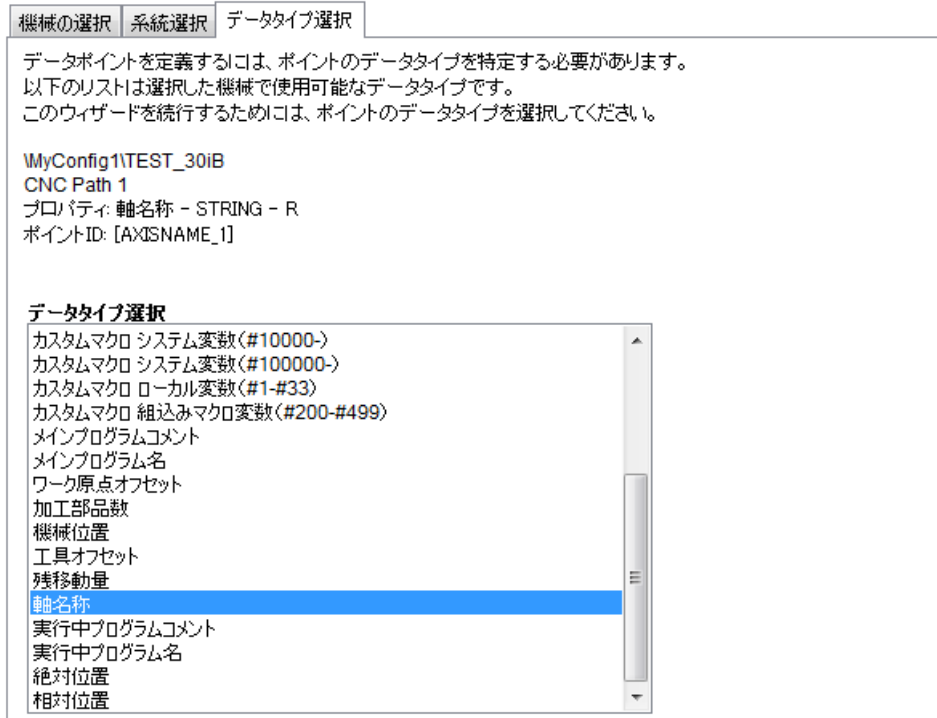 機械の選択 系統選択 データタイプ選択
データポイントを定義するには、ポイントのデータタイプを特定する必要があります。
以下のリストは選択した機械で使用可能なデータタイプです。
このウィザードを続行するためには、ポイントのデータタイプを選択してください。
\MyConfig1\TEST_30iB
CNC Path 1
プロパティ: 軸名称 - STRING - R
ポイントID: [AXISNAME_1]
データタイプ選択
カスタムマクロ システム変数(#10000-)
カスタムマクロ システム変数(#100000-)
カスタムマクロ ローカル変数(#1-#33)
カスタムマクロ 組込みマクロ変数(#200-#499)
メインプログラムコメント
メインプログラム名
ワーク原点オフセット
加工部品数
機械位置
工具オフセット
残移動量
軸名称
実行中プログラムコメント
実行中プログラム名
絶対位置
相対位置